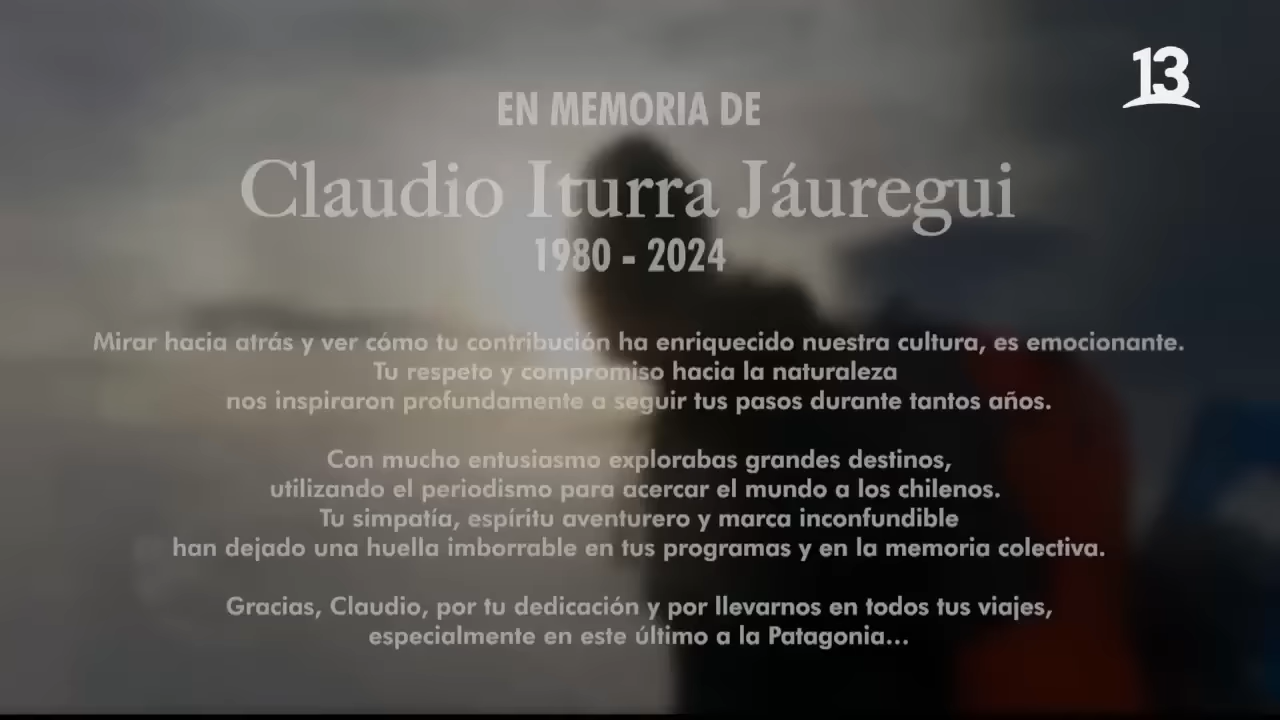 13
EN MEMORIA DE
Claudio Iturra Jáuregui
1980 - 2024
Mirar hacia atrás y ver cómo tu contribución ha enriquecido nuestra cultura, es emocionante.
Tu respeto y compromiso hacia la naturaleza
nos inspiraron profundamente a seguir tus pasos durante tantos años.
Con mucho entusiasmo explorabas grandes destinos,
utilizando el periodismo para acercar el mundo a los chilenos.
Tu simpatía, espíritu aventurero y marca inconfundible
han dejado una huella imborrable en tus programas y en la memoria colectiva.
Gracias, Claudio, por tu dedicación y por llevarnos en todos tus viajes,
especialmente en este último a la Patagonia...